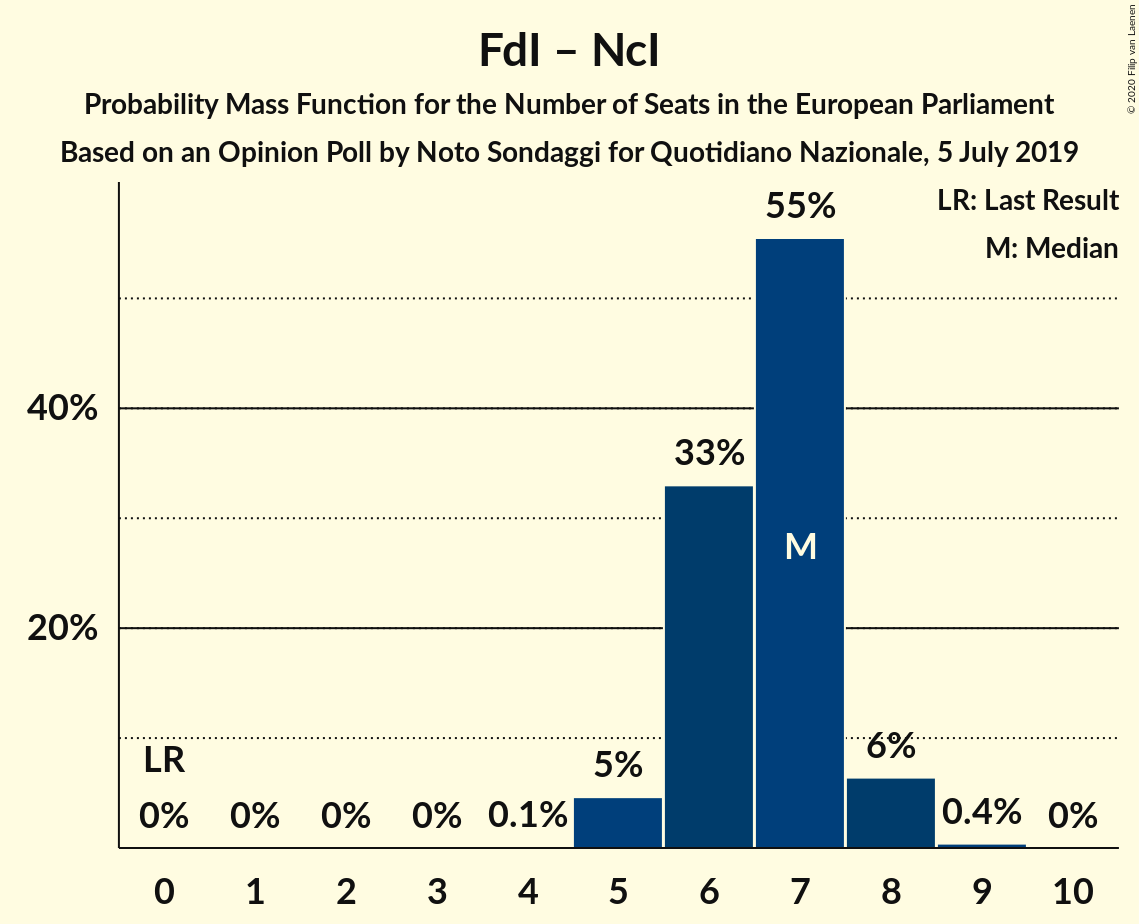 FdI – NcI
Probability Mass Function for the Number of Seats in the European Parliament
Based on an Opinion Poll by Noto Sondaggi for Quotidiano Nazionale, 5 July 2019
© 2020 Filip van Laenen
LR: Last Result
M: Median
55%
40%
33%
M
20%
LR
0%
0%
0%
0%
0.1%
5%
6%
0.4%
0%
0 1 2 3 4 5 6 7 8 9 10